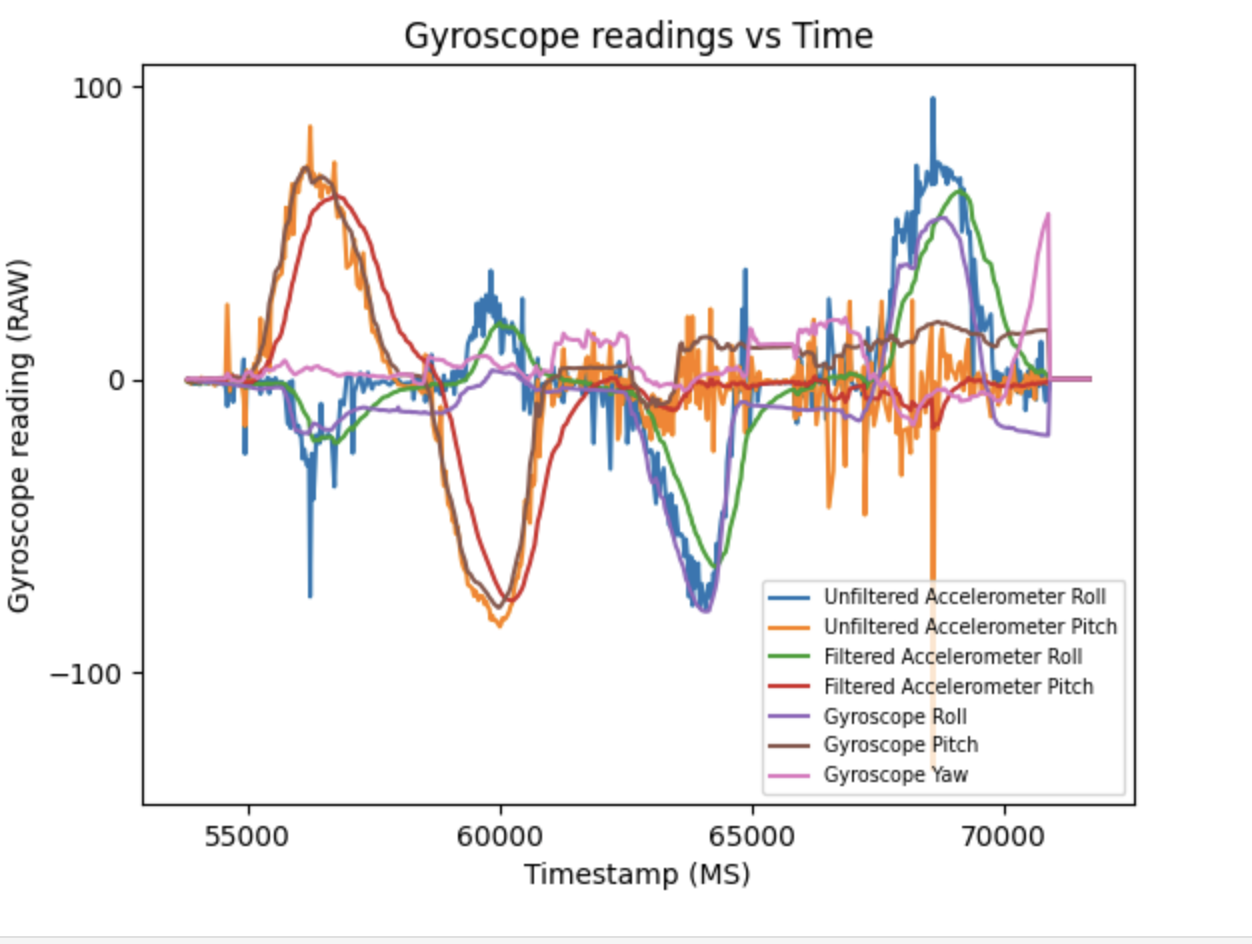 Gyroscope readings vs Time
Gyroscope reading (RAW)
100
0
−100
Unfiltered Accelerometer Roll
Unfiltered Accelerometer Pitch
Filtered Accelerometer Roll
Filtered Accelerometer Pitch
Gyroscope Roll
Gyroscope Pitch
Gyroscope Yaw
55000 60000 65000 70000
Timestamp (MS)